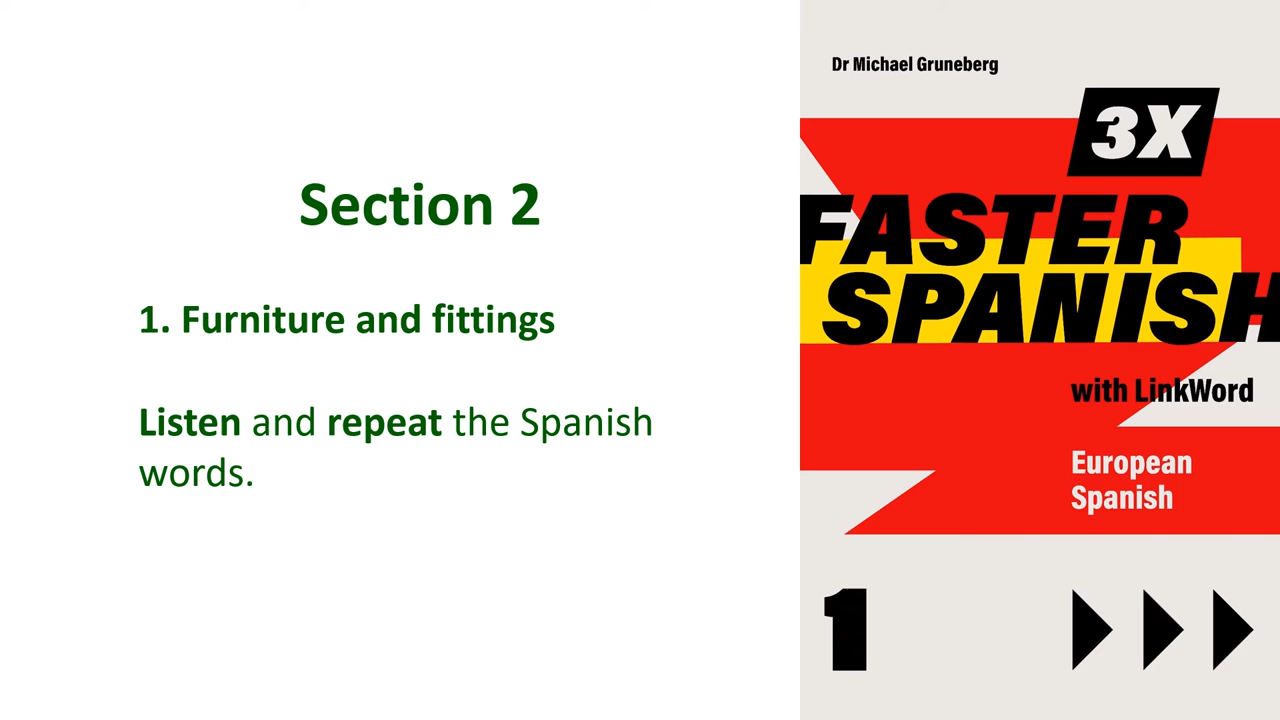 Section 2
1. Furniture and fittings
Listen and repeat the Spanish
words.
Dr Michael Gruneberg
3X
FASTER
SPANISH
with LinkWord
European
Spanish
1